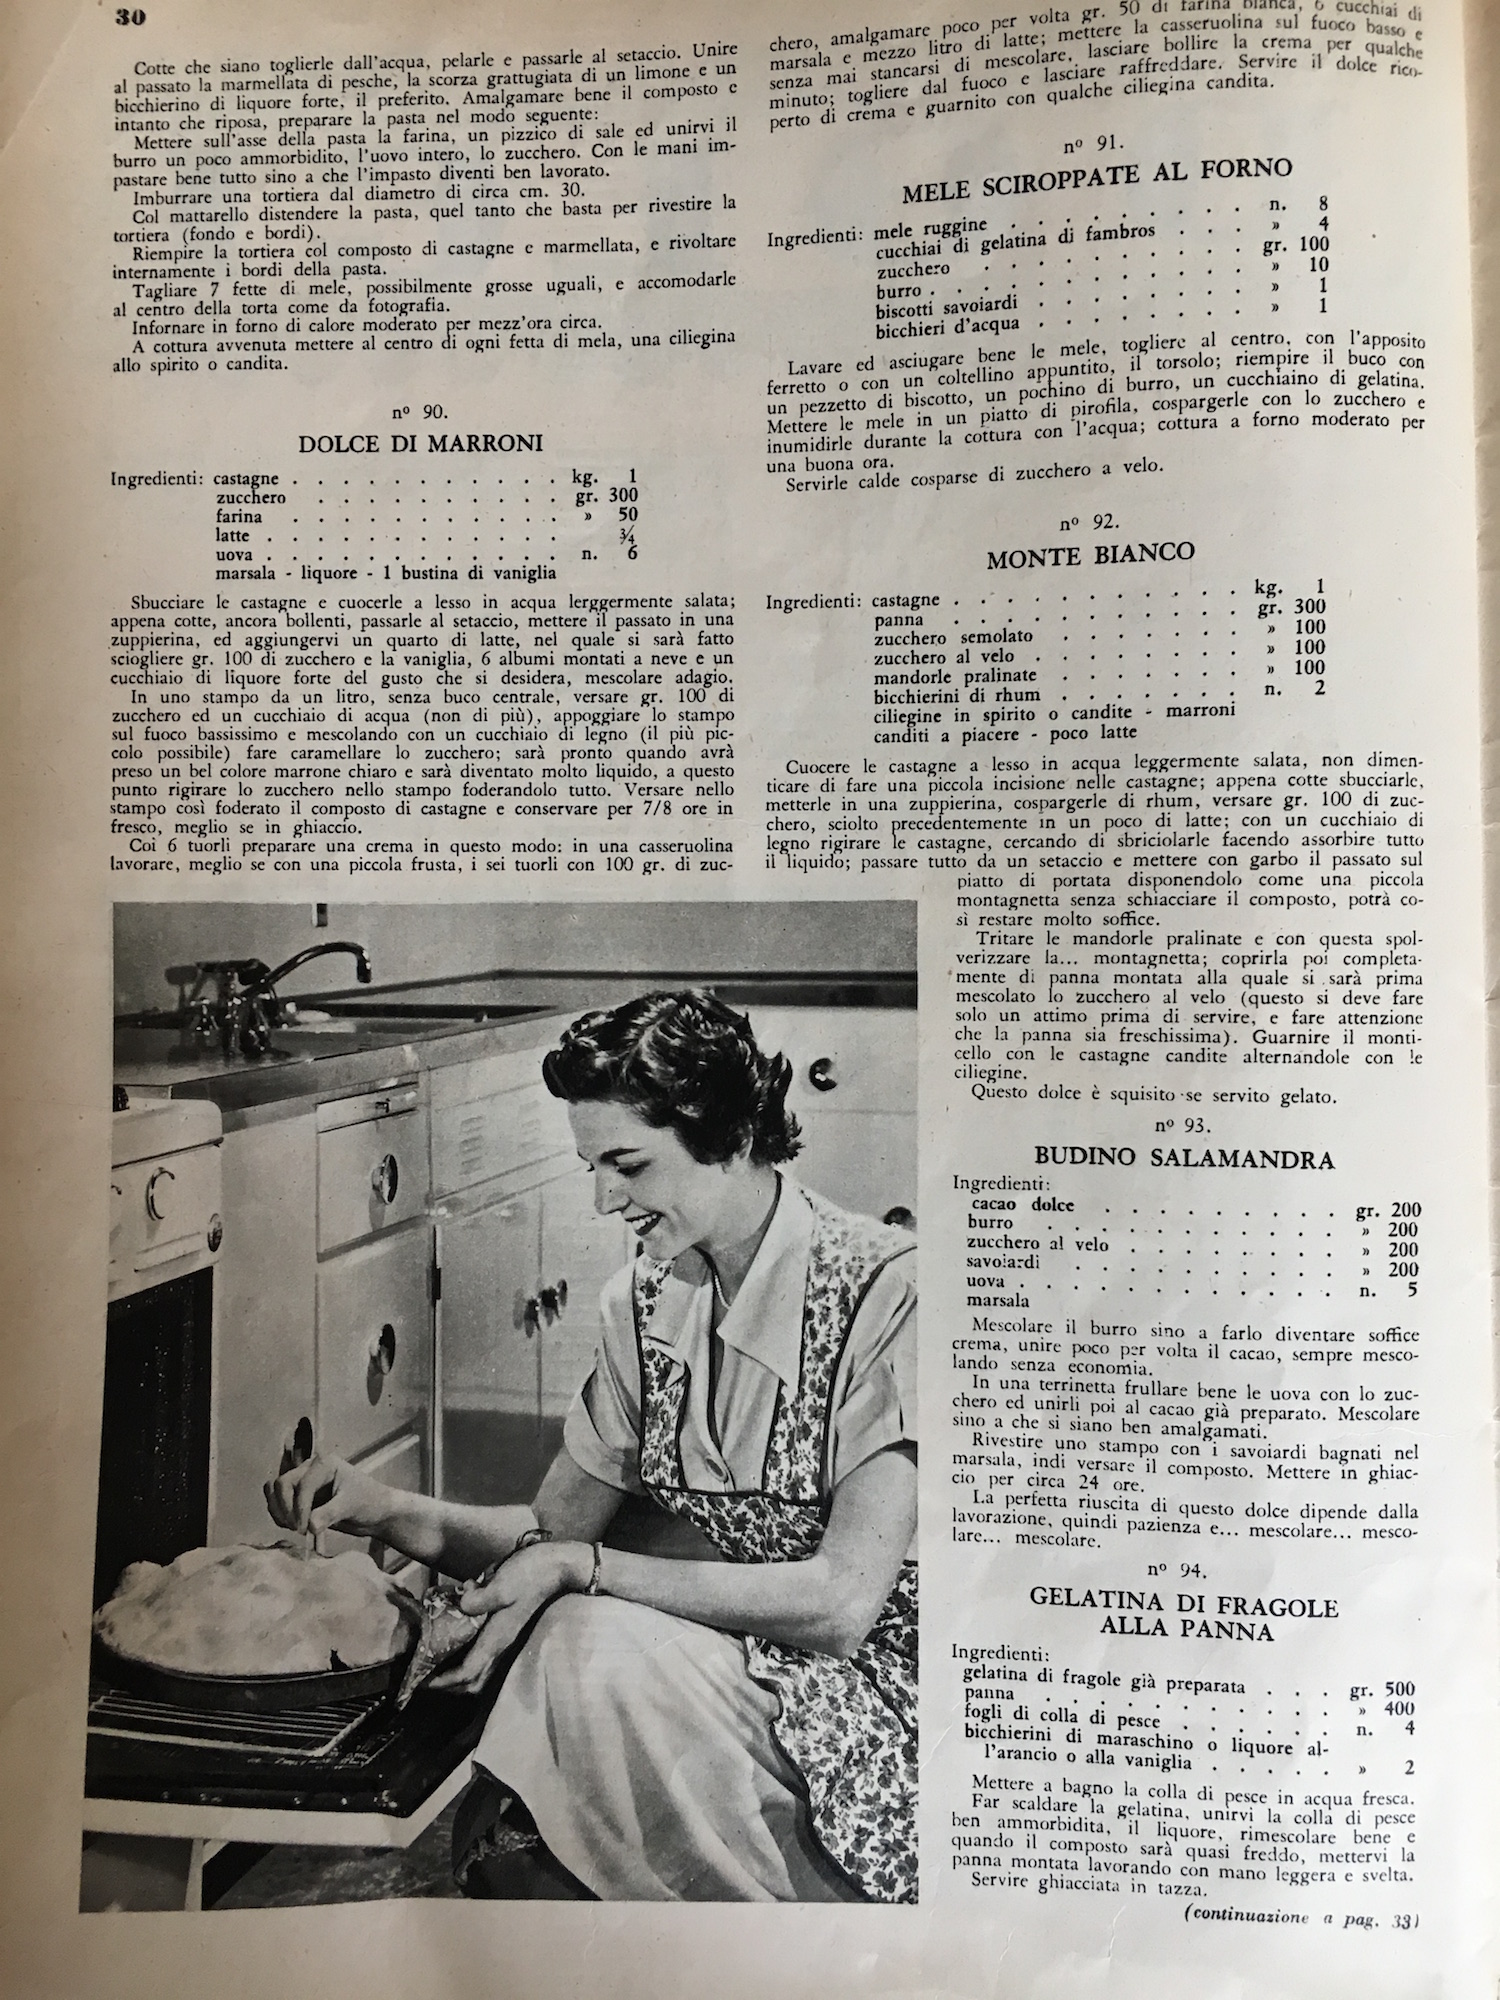 30
Cotte che siano toglierle dall'acqua, pelarle e passarle al setaccio. Unire
al passato la marmellata di pesche, la scorza grattugiata di un limone e un
bicchierino di liquore forte, il preferito. Amalgamare bene il composto e
intanto che riposa, preparare la pasta nel modo seguente:
Mettere sull'asse della pasta la farina, un pizzico di sale ed unirvi il
burro un poco ammorbidito, l'uovo intero, lo zucchero. Con le mani im-
pastare bene tutto sino a che l'impasto diventi ben lavorato.
Imburrare una tortiera dal diametro di circa cm. 30.
Col mattarello distendere la pasta, quel tanto che basta per rivestire la
tortiera (fondo e bordi).
Riempire la tortiera col composto di castagne e marmellata, e rivoltare
internamente i bordi della pasta.
Tagliare 7 fette di mele, possibilmente grosse uguali, e accomodarle
al centro della torta come da fotografia.
Infornare in forno di calore moderato per mezz'ora circa.
A cottura avvenuta mettere al centro di ogni fetta di mela, una ciliegina
allo spirito o candita.
nº 90.
DOLCE DI MARRONI
Ingredienti: castagne . . . . . . . . . . . . kg. 1
zucchero . . . . . . . . . . gr. 300
farina . . . . . . . . . . . » 50
latte . . . . . . . . . . . . ¾
uova . . . . . . . . . . . . n. 6
marsala - liquore - 1 bustina di vaniglia
Sbucciare le castagne e cuocerle a lesso in acqua lerggermente salata;
appena cotte, ancora bollenti, passarle al setaccio, mettere il passato in una
zuppierina, ed aggiungervi un quarto di latte, nel quale si sarà fatto
sciogliere gr. 100 di zucchero e la vaniglia, 6 albumi montati a neve e un
cucchiaio di liquore forte del gusto che si desidera, mescolare adagio.
In uno stampo da un litro, senza buco centrale, versare gr. 100 di
zucchero ed un cucchiaio di acqua (non di più), appoggiare lo stampo
sul fuoco bassissimo e mescolando con un cucchiaio di legno (il più pic-
colo possibile) fare caramellare lo zucchero; sarà pronto quando avrà
preso un bel colore marrone chiaro e sarà diventato molto liquido, a questo
punto rigirare lo zucchero nello stampo foderandolo tutto. Versare nello
stampo così foderato il composto di castagne e conservare per 7/8 ore in
fresco, meglio se in ghiaccio.
Coi 6 tuorli preparare una crema in questo modo: in una casseruolina
lavorare, meglio se con una piccola frusta, i sei tuorli con 100 gr. di zuc-
chero, amalgamare poco per volta gr. 50 di farina bianca, 6 cucchiai di
marsala e mezzo litro di latte; mettere la casseruolina sul fuoco basso e
senza mai stancarsi di mescolare, lasciare bollire la crema per qualche
minuto; togliere dal fuoco e lasciare raffreddare. Servire il dolce rico-
perto di crema e guarnito con qualche ciliegina candita.
nº 91.
MELE SCIROPPATE AL FORNO
Ingredienti: mele ruggine . . . . . . . . . n. 8
cucchiai di gelatina di fambros . . . » 4
zucchero . . . . . . . . . . gr. 100
burro . . . . . . . . . . . . » 10
biscotti savoiardi . . . . . . . » 1
bicchieri d'acqua . . . . . . . » 1
Lavare ed asciugare bene le mele, togliere al centro, con l'apposito
ferretto o con un coltellino appuntito, il torsolo; riempire il buco con
un pezzetto di biscotto, un pochino di burro, un cucchiaino di gelatina.
Mettere le mele in un piatto di pirofila, cospargerle con lo zucchero e
inumidirle durante la cottura con l'acqua; cottura a forno moderato per
una buona ora.
Servirle calde cosparse di zucchero a velo.
nº 92.
MONTE BIANCO
Ingredienti: castagne . . . . . . . . . . . kg. 1
panna . . . . . . . . . . . gr. 300
zucchero semolato . . . . . . . » 100
zucchero al velo . . . . . . . . » 100
mandorle pralinate . . . . . . . » 100
bicchierini di rhum . . . . . . . n. 2
ciliegine in spirito o candite - marroni
canditi a piacere - poco latte
Cuocere le castagne a lesso in acqua leggermente salata, non dimen-
ticare di fare una piccola incisione nelle castagne; appena cotte sbucciarle,
metterle in una zuppierina, cospargerle di rhum, versare gr. 100 di zuc-
chero, sciolto precedentemente in un poco di latte; con un cucchiaio di
legno rigirare le castagne, cercando di sbriciolarle facendo assorbire tutto
il liquido; passare tutto da un setaccio e mettere con garbo il passato sul
piatto di portata disponendolo come una piccola
montagnetta senza schiacciare il composto, potrà co-
sì restare molto soffice.
Tritare le mandorle pralinate e con questa spol-
verizzare la... montagnetta; coprirla poi completa-
mente di panna montata alla quale si sarà prima
mescolato lo zucchero al velo (questo si deve fare
solo un attimo prima di servire, e fare attenzione
che la panna sia freschissima). Guarnire il monti-
cello con le castagne candite alternandole con le
ciliegine.
Questo dolce è squisito se servito gelato.
nº 93.
BUDINO SALAMANDRA
Ingredienti:
cacao dolce . . . . . . . . . gr. 200
burro . . . . . . . . . . . » 200
zucchero al velo . . . . . . . . » 200
savoiardi . . . . . . . . . . » 200
uova . . . . . . . . . . . . n. 5
marsala
Mescolare il burro sino a farlo diventare soffice
crema, unire poco per volta il cacao, sempre mesco-
lando senza economia.
In una terrinetta frullare bene le uova con lo zuc-
chero ed unirli poi al cacao già preparato. Mescolare
sino a che si siano ben amalgamati.
Rivestire uno stampo con i savoiardi bagnati nel
marsala, indi versare il composto. Mettere in ghiac-
cio per circa 24 ore.
La perfetta riuscita di questo dolce dipende dalla
lavorazione, quindi pazienza e... mescolare... mesco-
lare... mescolare.
nº 94.
GELATINA DI FRAGOLE
ALLA PANNA
Ingredienti:
gelatina di fragole già preparata . . . gr. 500
panna . . . . . . . . . . . » 400
fogli di colla di pesce . . . . . . n. 4
bicchierini di maraschino o liquore al-
l'arancio o alla vaniglia . . . . . » 2
Mettere a bagno la colla di pesce in acqua fresca.
Far scaldare la gelatina, unirvi la colla di pesce
ben ammorbidita, il liquore, rimescolare bene e
quando il composto sarà quasi freddo, mettervi la
panna montata lavorando con mano leggera e svelta.
Servire ghiacciata in tazza.
(continuazione a pag. 33)